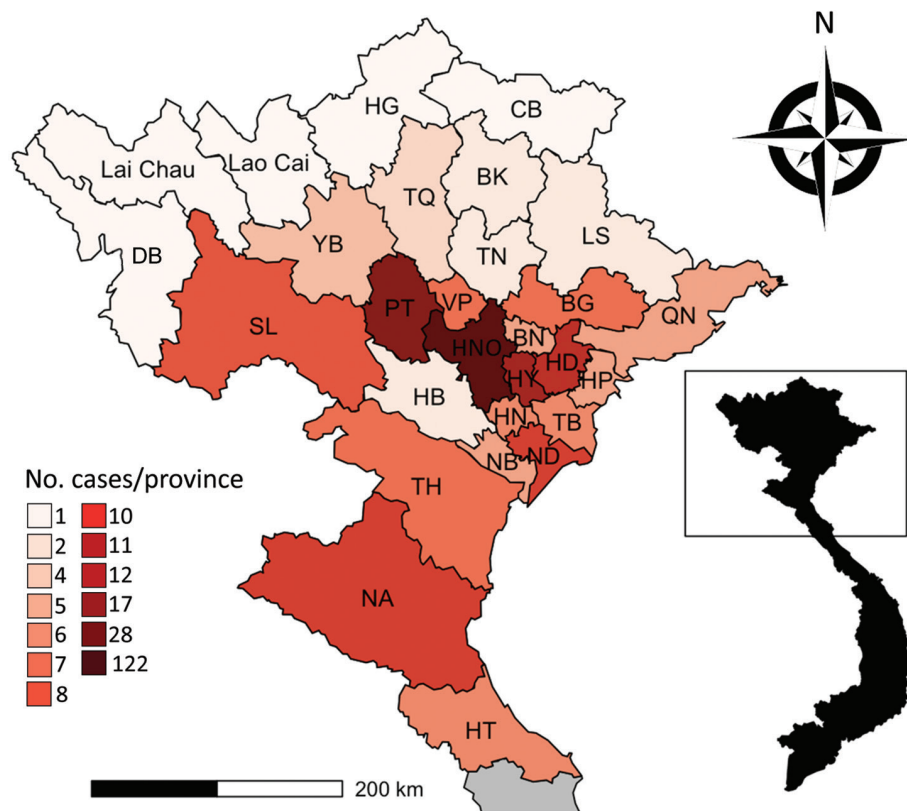 N
HG
CB
Lai Chau
Lao Cai
BK
TQ
LS
YB
TN
DB
PT
VP
BG
QN
SL
HNO
BN
HD
HY
HP
HB
HN
TB
ND
NB
TH
NA
HT
No. cases/province
1
2
4
5
6
7
8
10
11
12
17
28
122
200 km